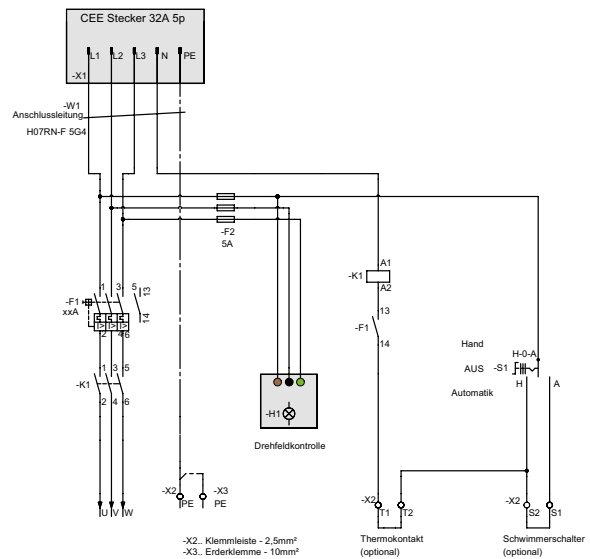 CEE Stecker 32A 5p
L1 L2 L3 N PE
-X1
-W1
Anschlussleitung
H07RN-F 5G4
-F2
5A
A1
-K1
A2
1 3 5 13
-F1
xxA
I> I> I>
2 4 6 14
13
-F1
14
Hand
H-0-A
AUS -S1
H A
Automatik
1 3 5
-K1
2 4 6
-H1
Drehfeldkontrolle
-X2 -X3
PE PE
U V W
-X2
T1 T2
-X2
S2 S1
-X2.. Klemmleiste - 2,5mm²
-X3.. Erderklemme - 10mm²
Thermokontakt
(optional)
Schwimmerschalter
(optional)